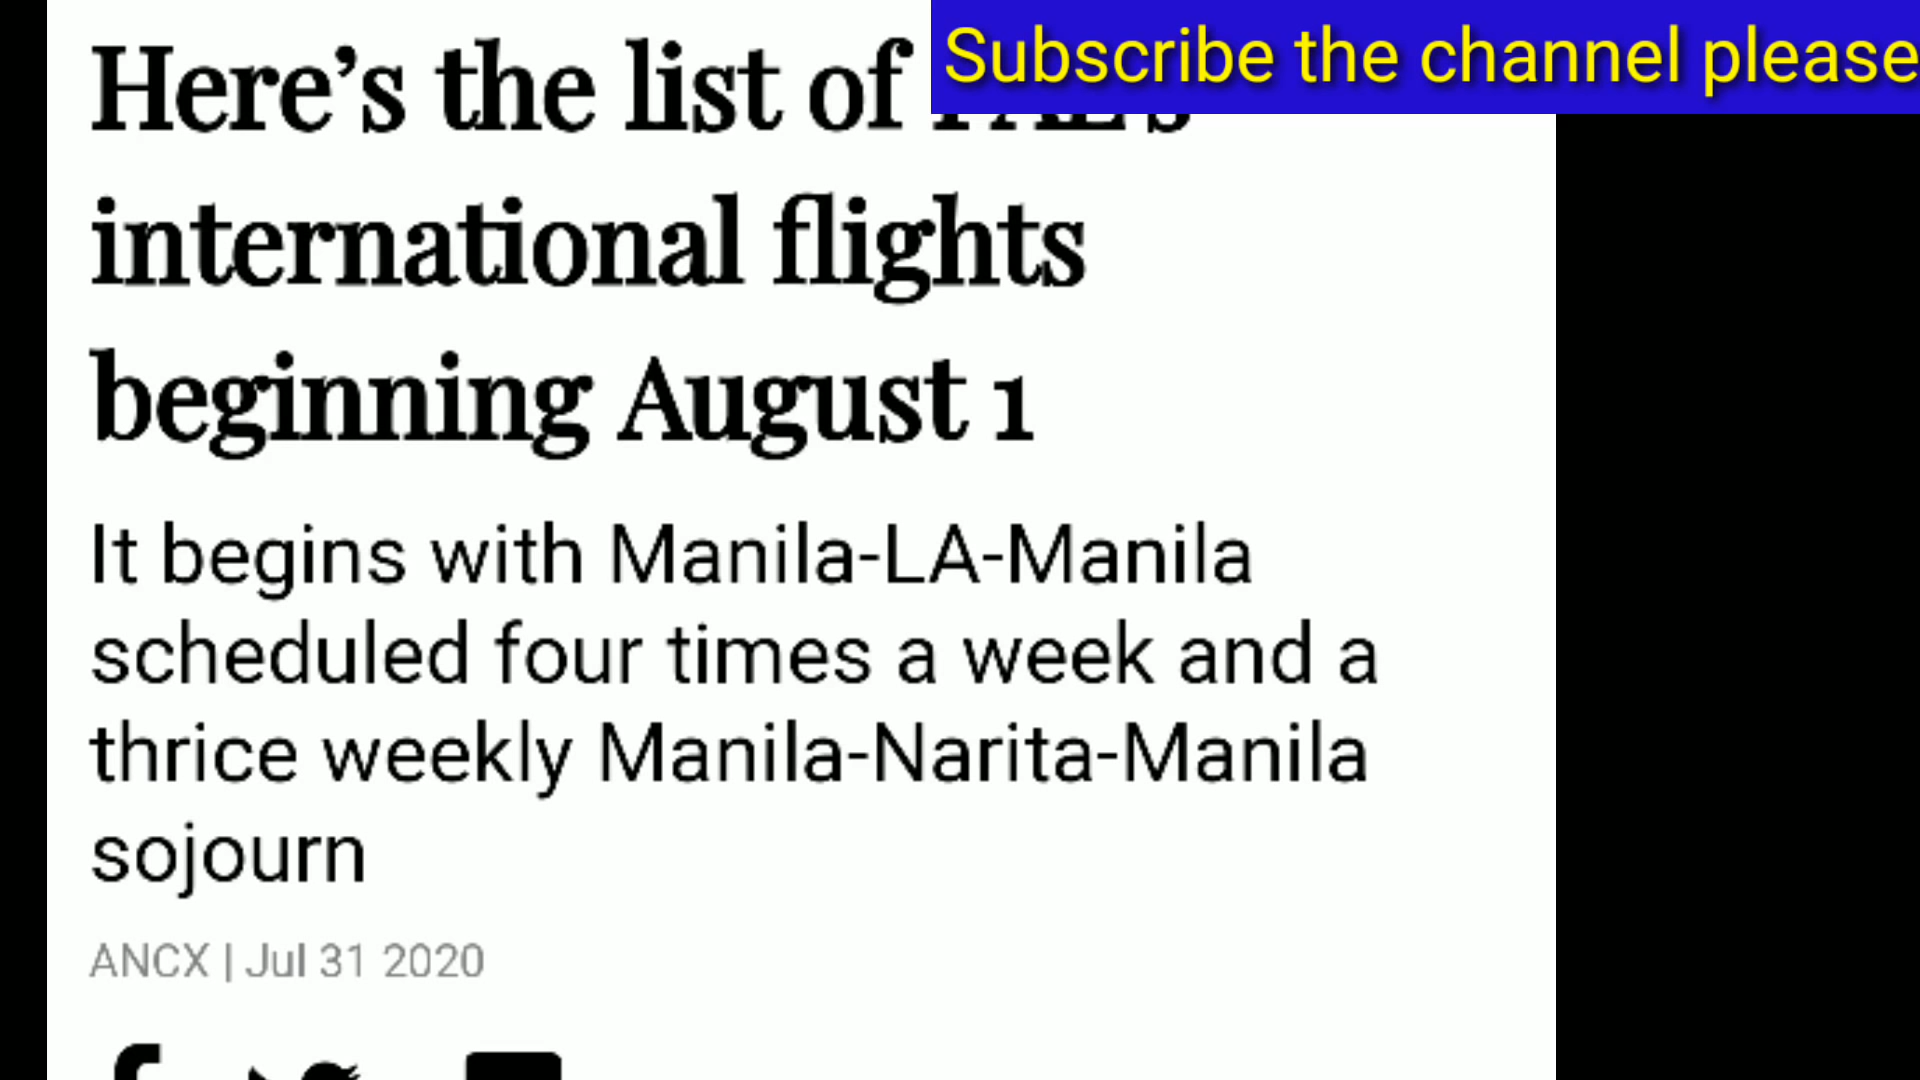 Subscribe the channel please
Here’s the list of PAL’s
international flights
beginning August 1
It begins with Manila-LA-Manila
scheduled four times a week and a
thrice weekly Manila-Narita-Manila
sojourn
ANCX | Jul 31 2020